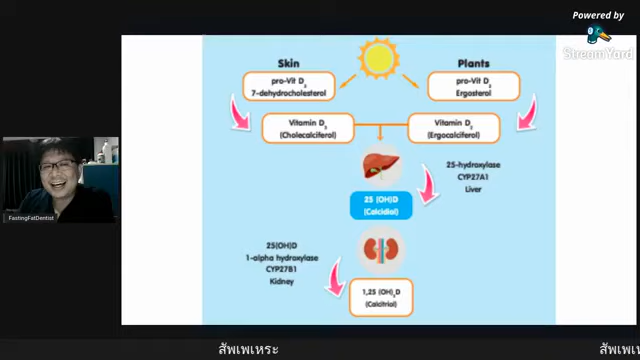 Powered by
StreamYard
Skin
Plants
pro-Vit D3
7-dehydrocholesterol
pro-Vit D2
Ergosterol
Vitamin D3
(Cholecalciferol)
Vitamin D2
(Ergocalciferol)
25-hydroxylase
CYP27A1
Liver
25 (OH)D
(Calcidiol)
25(OH)D
1-alpha hydroxylase
CYP27B1
Kidney
1,25 (OH)2D
(Calcitriol)
FastingFatDentist
สัพเพเหระ
สัพเพเห